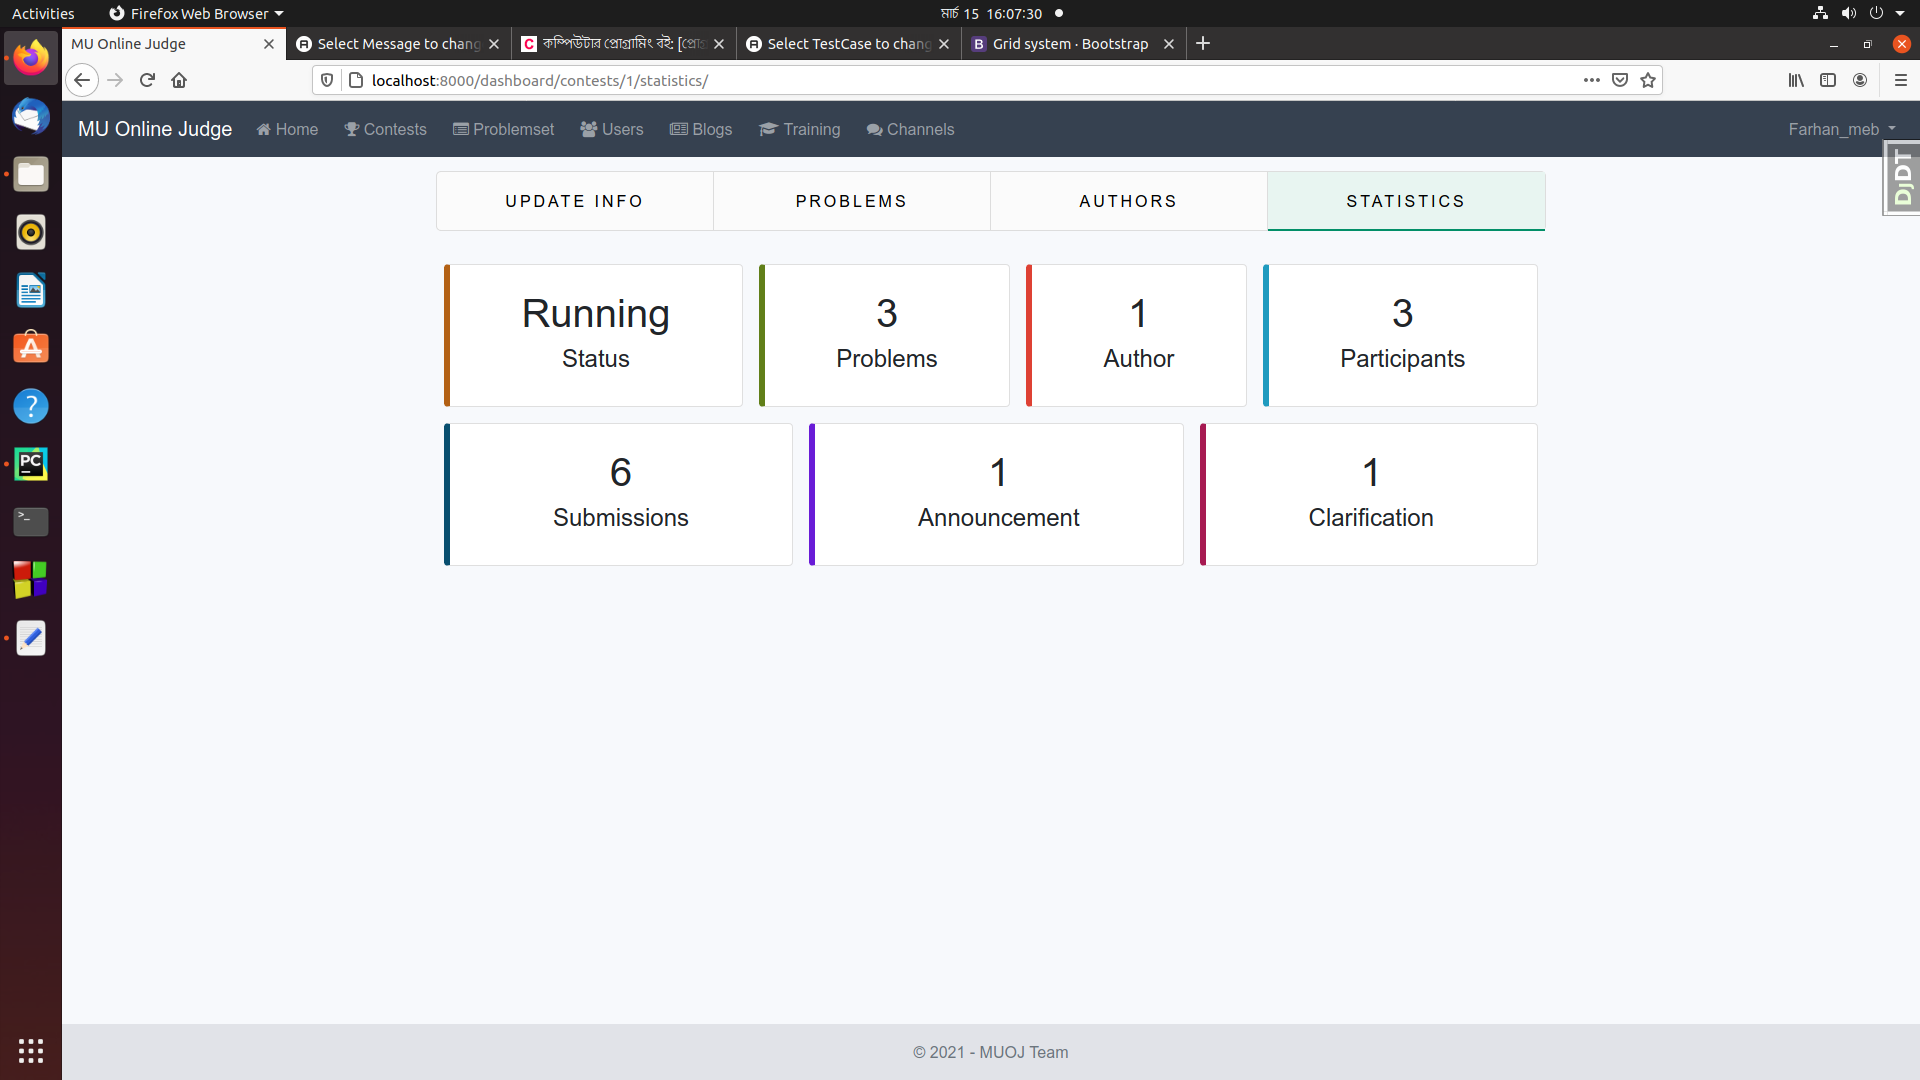 Activities Firefox Web Browser মার্চ 15 16:07:30
MU Online Judge Select Message to chang কম্পিউটার প্রোগ্রামিং বই: [প্রো Select TestCase to chang Grid system · Bootstrap
localhost:8000/dashboard/contests/1/statistics/
MU Online Judge Home Contests Problemset Users Blogs Training Channels Farhan_meb
DjDT
UPDATE INFO PROBLEMS AUTHORS STATISTICS
Running 3 1 3
Status Problems Author Participants
6 1 1
Submissions Announcement Clarification
PC
© 2021 - MUOJ Team